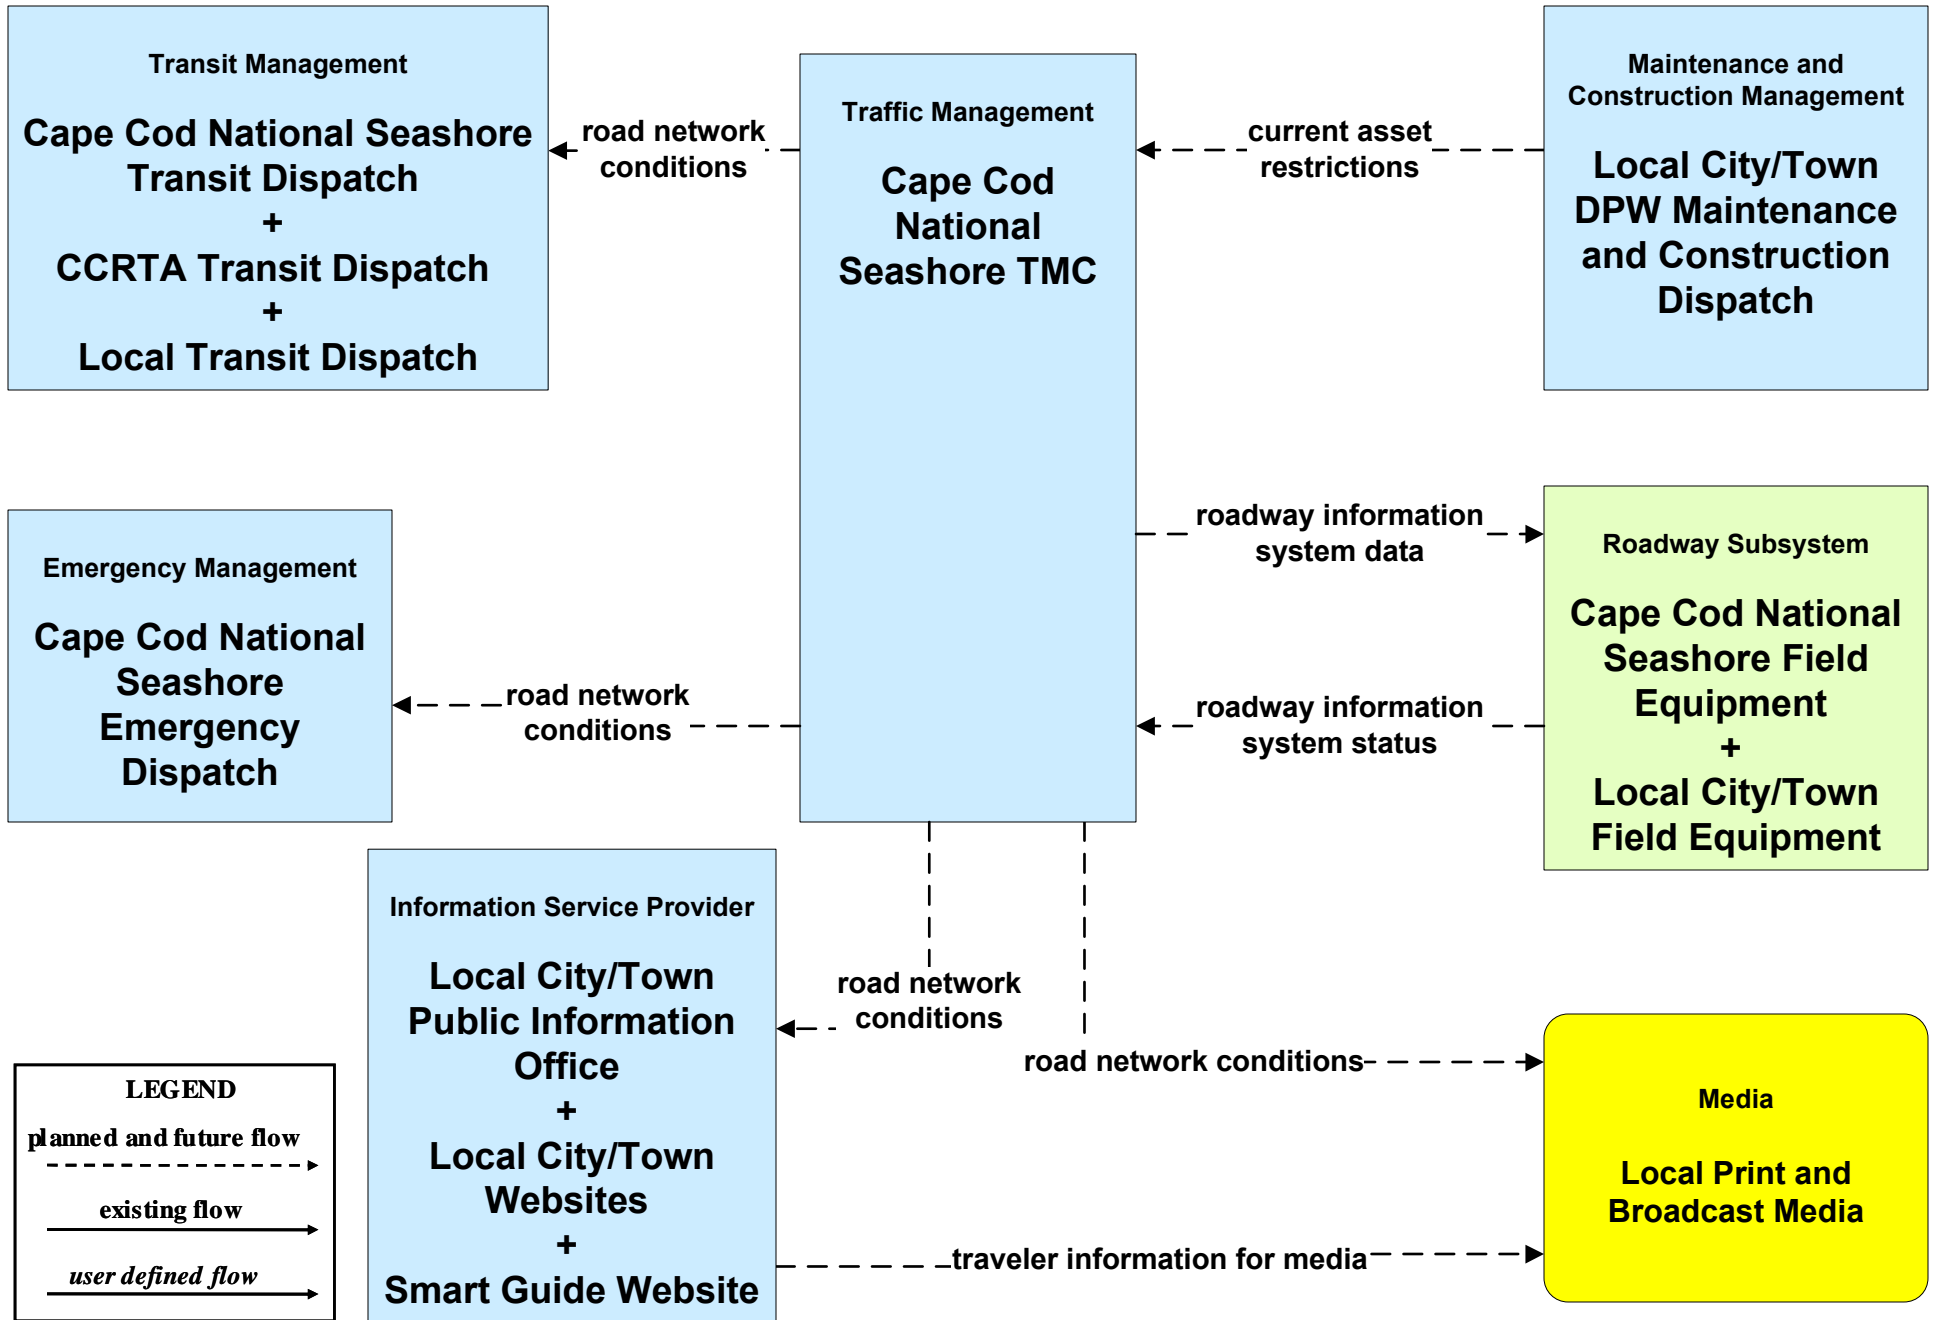 Transit Management
Cape Cod National Seashore
Transit Dispatch
+
CCRTA Transit Dispatch
+
Local Transit Dispatch
road network
conditions
Traffic Management
Cape Cod
National
Seashore TMC
current asset
restrictions
Maintenance and
Construction Management
Local City/Town
DPW Maintenance
and Construction
Dispatch
Emergency Management
Cape Cod National
Seashore
Emergency
Dispatch
road network
conditions
roadway information
system data
roadway information
system status
Roadway Subsystem
Cape Cod National
Seashore Field
Equipment
+
Local City/Town
Field Equipment
Information Service Provider
Local City/Town
Public Information
Office
+
Local City/Town
Websites
+
Smart Guide Website
road network
conditions
road network conditions
traveler information for media
Media
Local Print and
Broadcast Media
LEGEND
planned and future flow
existing flow
user defined flow